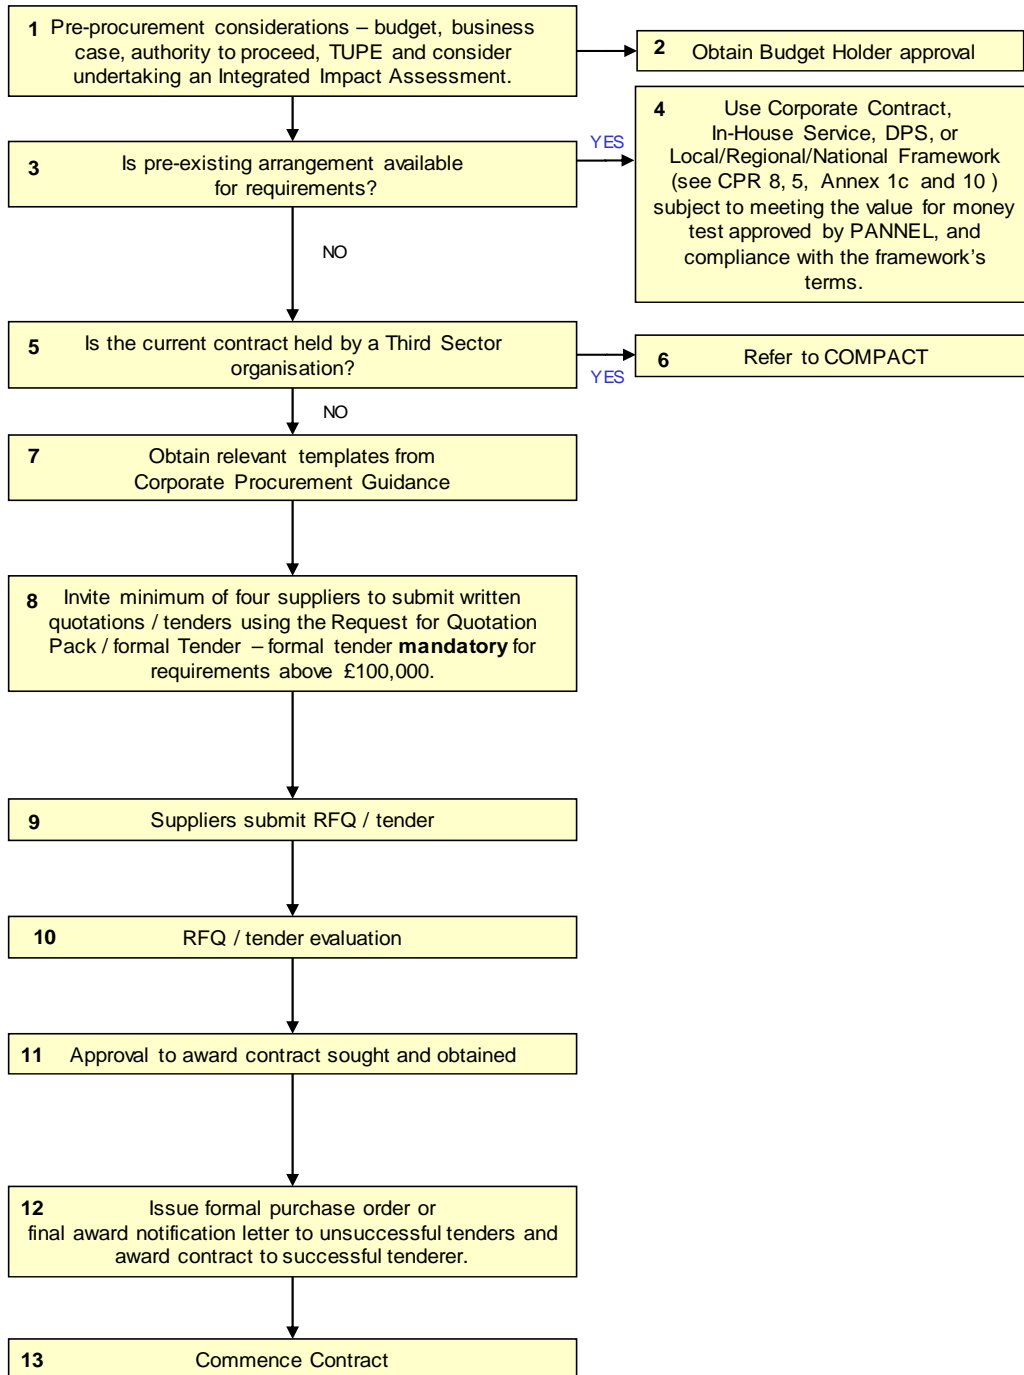 1 Pre-procurement considerations – budget, business
case, authority to proceed, TUPE and consider
undertaking an Integrated Impact Assessment.
2 Obtain Budget Holder approval
3 Is pre-existing arrangement available
for requirements?
YES
4 Use Corporate Contract,
In-House Service, DPS, or
Local/Regional/National Framework
(see CPR 8, 5, Annex 1c and 10 )
subject to meeting the value for money
test approved by PANNEL, and
compliance with the framework's
terms.
NO
5 Is the current contract held by a Third Sector
organisation?
YES
6 Refer to COMPACT
NO
7 Obtain relevant templates from
Corporate Procurement Guidance
8 Invite minimum of four suppliers to submit written
quotations / tenders using the Request for Quotation
Pack / formal Tender – formal tender mandatory for
requirements above £100,000.
9 Suppliers submit RFQ / tender
10 RFQ / tender evaluation
11 Approval to award contract sought and obtained
12 Issue formal purchase order or
final award notification letter to unsuccessful tenders and
award contract to successful tenderer.
13 Commence Contract